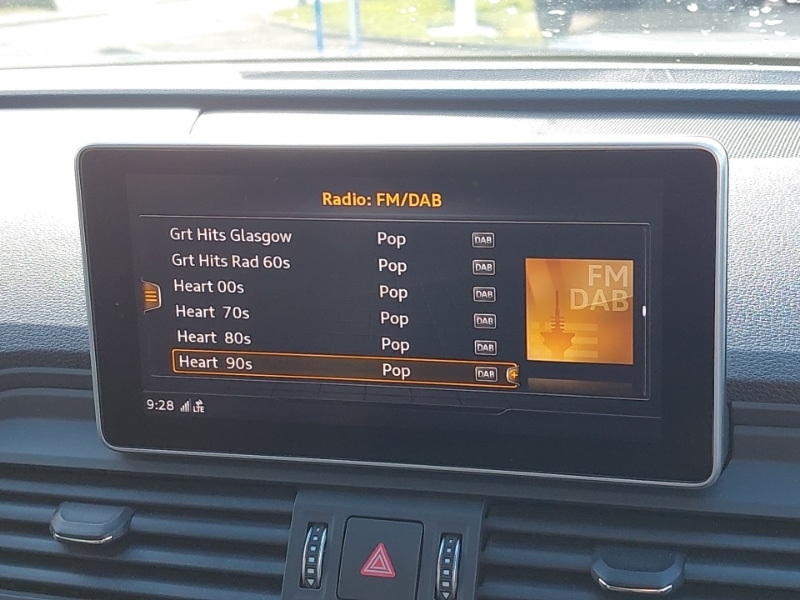 Radio: FM/DAB
Grt Hits Glasgow Pop DAB
Grt Hits Rad 60s Pop DAB
Heart 00s Pop DAB
Heart 70s Pop DAB
Heart 80s Pop DAB
Heart 90s Pop DAB
FM
DAB
9:28 LTE